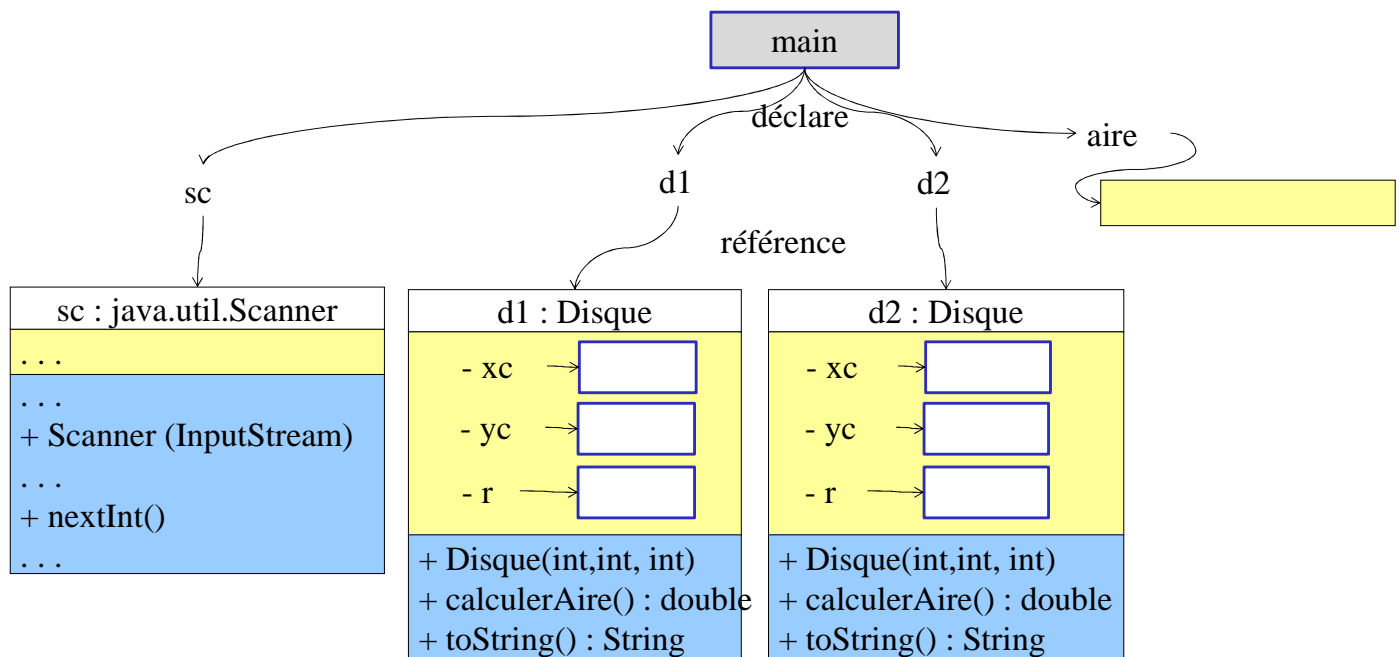 main
déclare
aire
sc
d1
d2
référence
sc : java.util.Scanner
. . .
. . .
+ Scanner (InputStream)
. . .
+ nextInt()
. . .
d1 : Disque
- xc
- yc
- r
+ Disque(int,int, int)
+ calculerAire() : double
+ toString() : String
d2 : Disque
- xc
- yc
- r
+ Disque(int,int, int)
+ calculerAire() : double
+ toString() : String